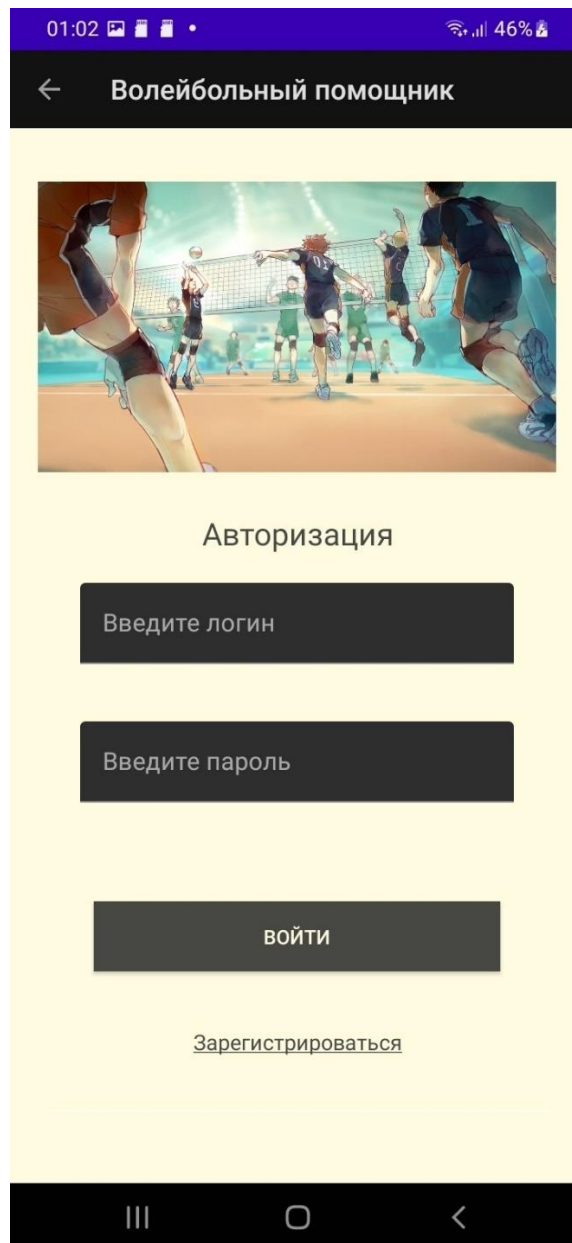 01:02 46%
Волейбольный помощник
Авторизация
Введите логин
Введите пароль
ВОЙТИ
Зарегистрироваться